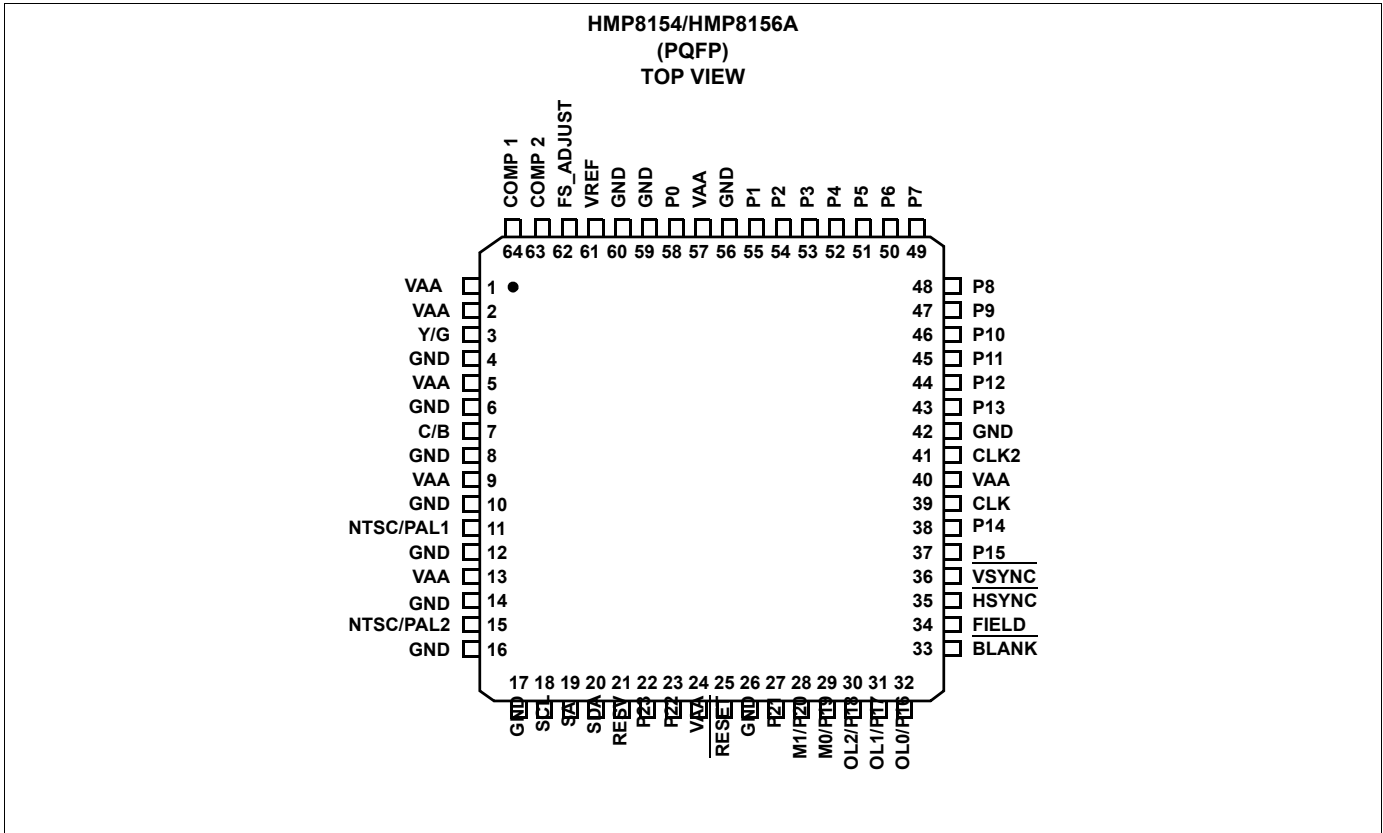 HMP8154/HMP8156A
(PQFP)
TOP VIEW
COMP 1
COMP 2
FS_ADJUST
VREF
GND
GND
P0
VAA
GND
P1
P2
P3
P4
P5
P6
P7
64 63 62 61 60 59 58 57 56 55 54 53 52 51 50 49
VAA 1 48 P8
VAA 2 47 P9
Y/G 3 46 P10
GND 4 45 P11
VAA 5 44 P12
GND 6 43 P13
C/B 7 42 GND
GND 8 41 CLK2
VAA 9 40 VAA
GND 10 39 CLK
NTSC/PAL1 11 38 P14
GND 12 37 P15
VAA 13 36 VSYNC
GND 14 35 HSYNC
NTSC/PAL2 15 34 FIELD
GND 16 33 BLANK
17 18 19 20 21 22 23 24 25 26 27 28 29 30 31 32
GND
SCL
SA
SDA
RESV
P23
P22
VAA
RESET
GND
P21
M1/P20
M0/P19
OL2/P18
OL1/P17
OL0/P16